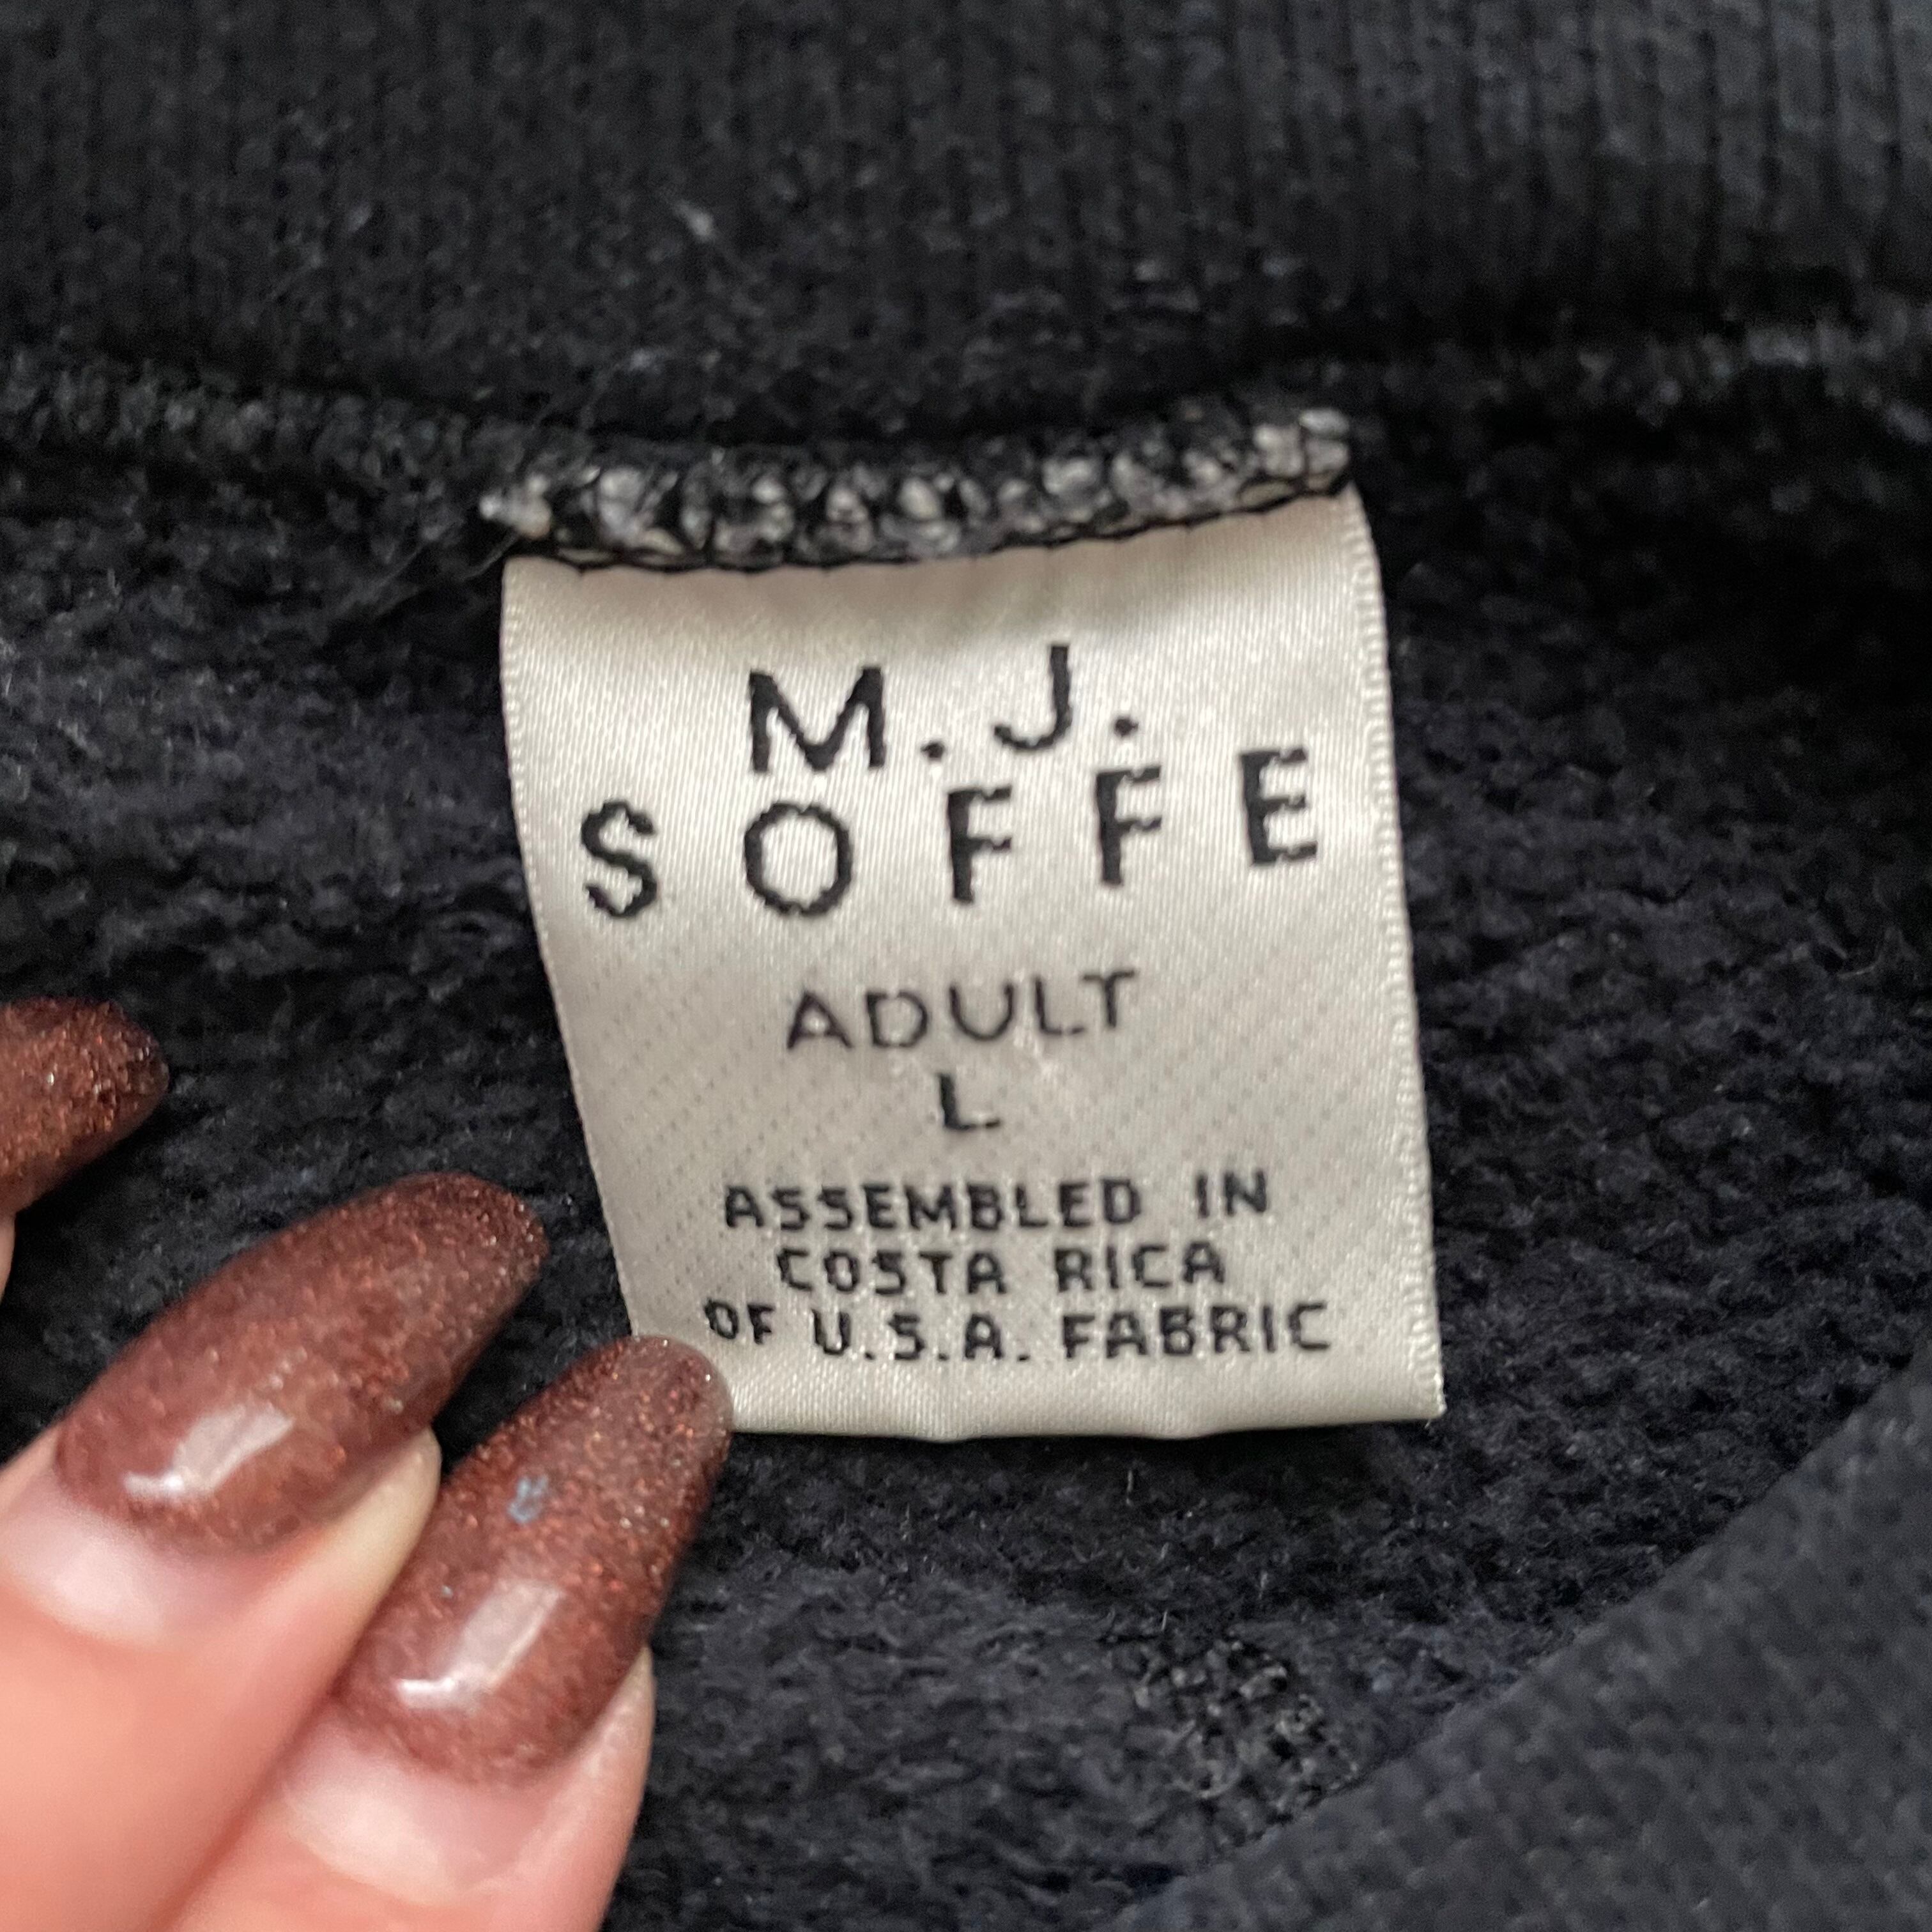 M.J.
SOFFE
ADULT
L
ASSEMBLED IN
COSTA RICA
OF U.S.A. FABRIC